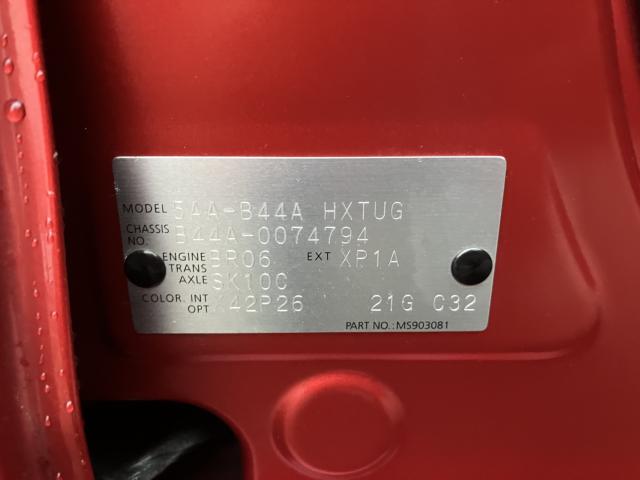 MODEL 5AA-B44A HXTUG
CHASSIS NO. B44A-0074794
ENGINE BR06 EXT XP1A
TRANS AXLE SK10C
COLOR. INT OPT 42P26 21G C32
PART NO.:MS903081